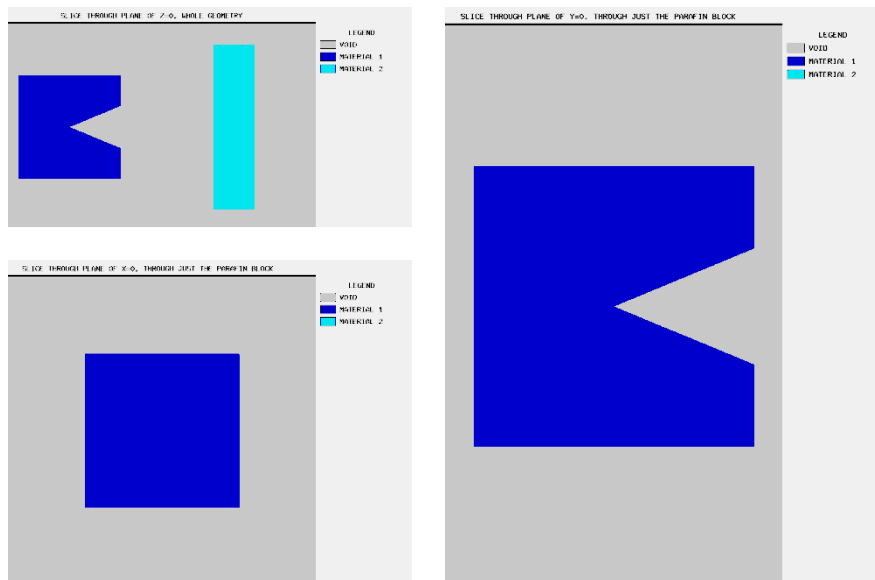 SLICE THROUGH PLANE OF Z=0, WHOLE GEOMETRY
LEGEND
VOID
MATERIAL 1
MATERIAL 2
SLICE THROUGH PLANE OF X=0, THROUGH JUST THE PARAFIN BLOCK
LEGEND
VOID
MATERIAL 1
MATERIAL 2
SLICE THROUGH PLANE OF Y=0, THROUGH JUST THE PARAFIN BLOCK
LEGEND
VOID
MATERIAL 1
MATERIAL 2